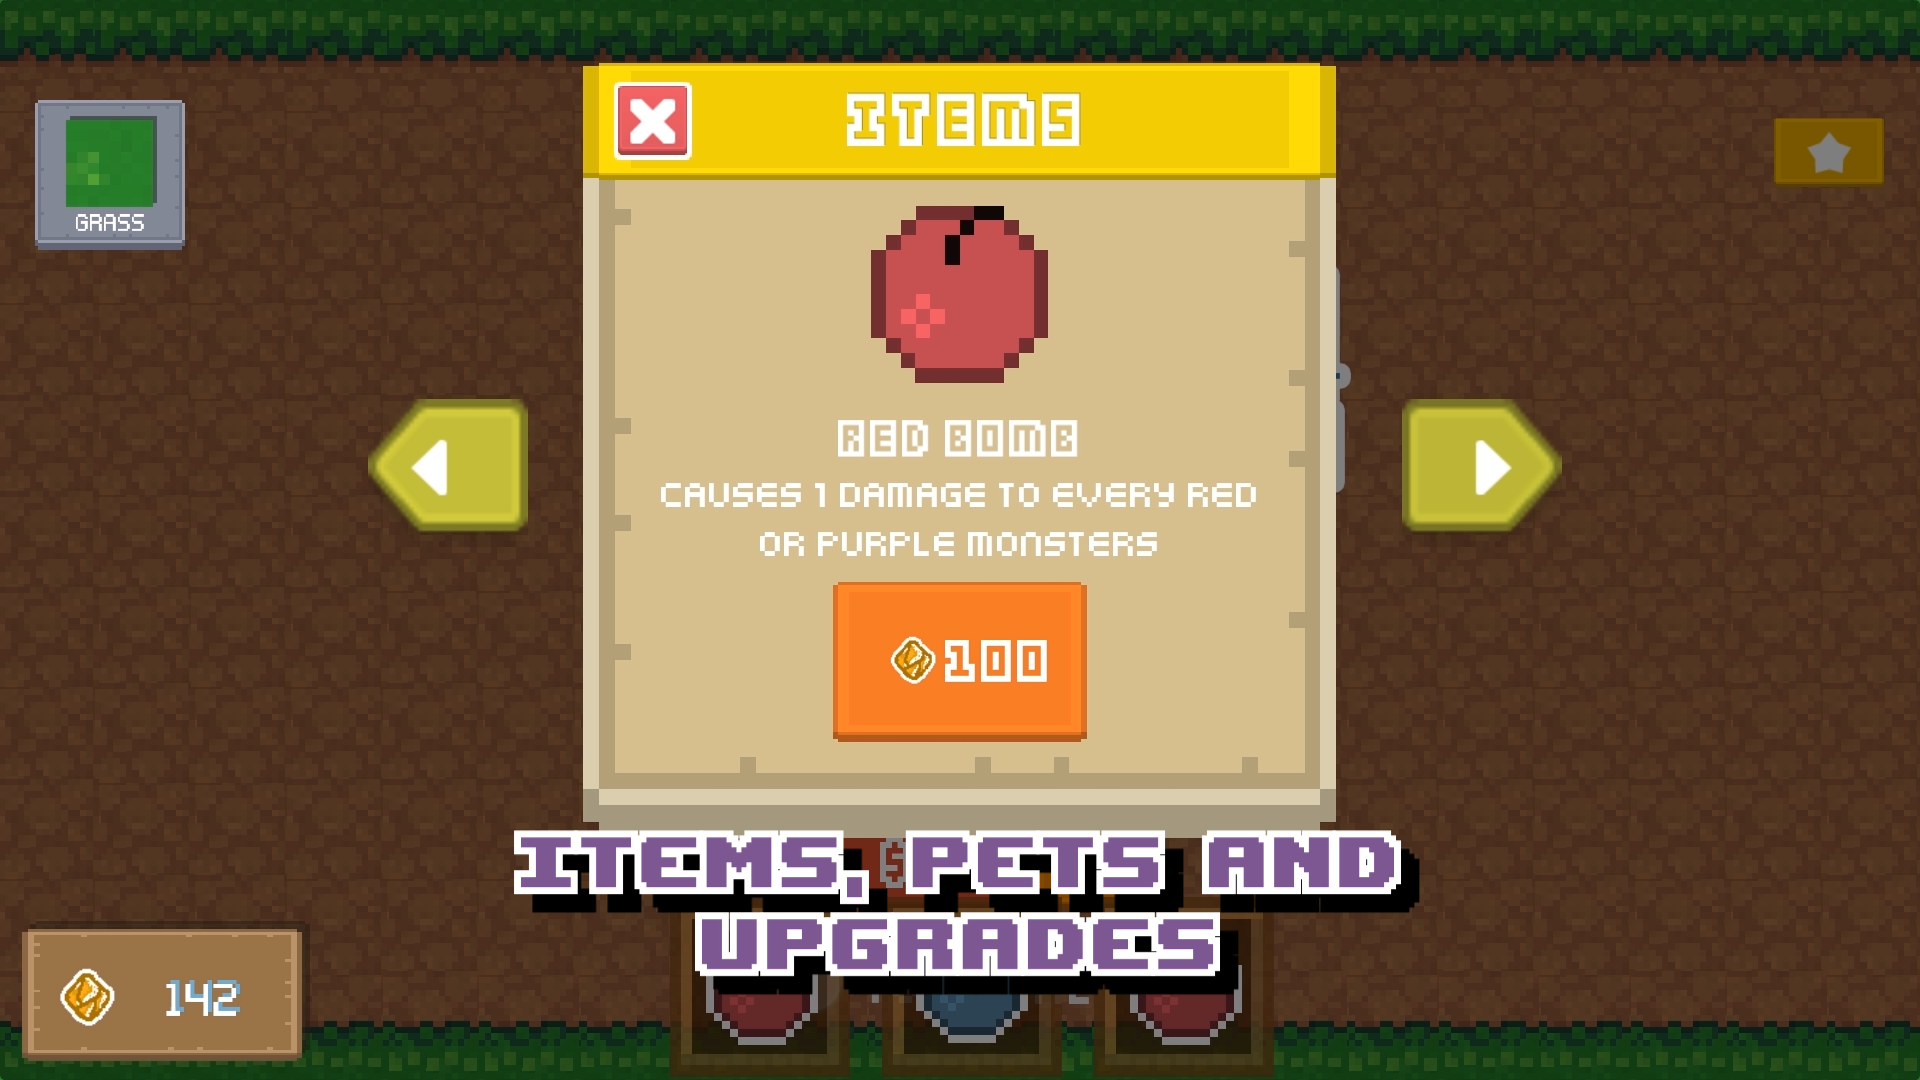 ITEMS
GRASS
RED BOMB
CAUSES 1 DAMAGE TO EVERY RED
OR PURPLE MONSTERS
100
ITEMS, PETS AND
UPGRADES
142